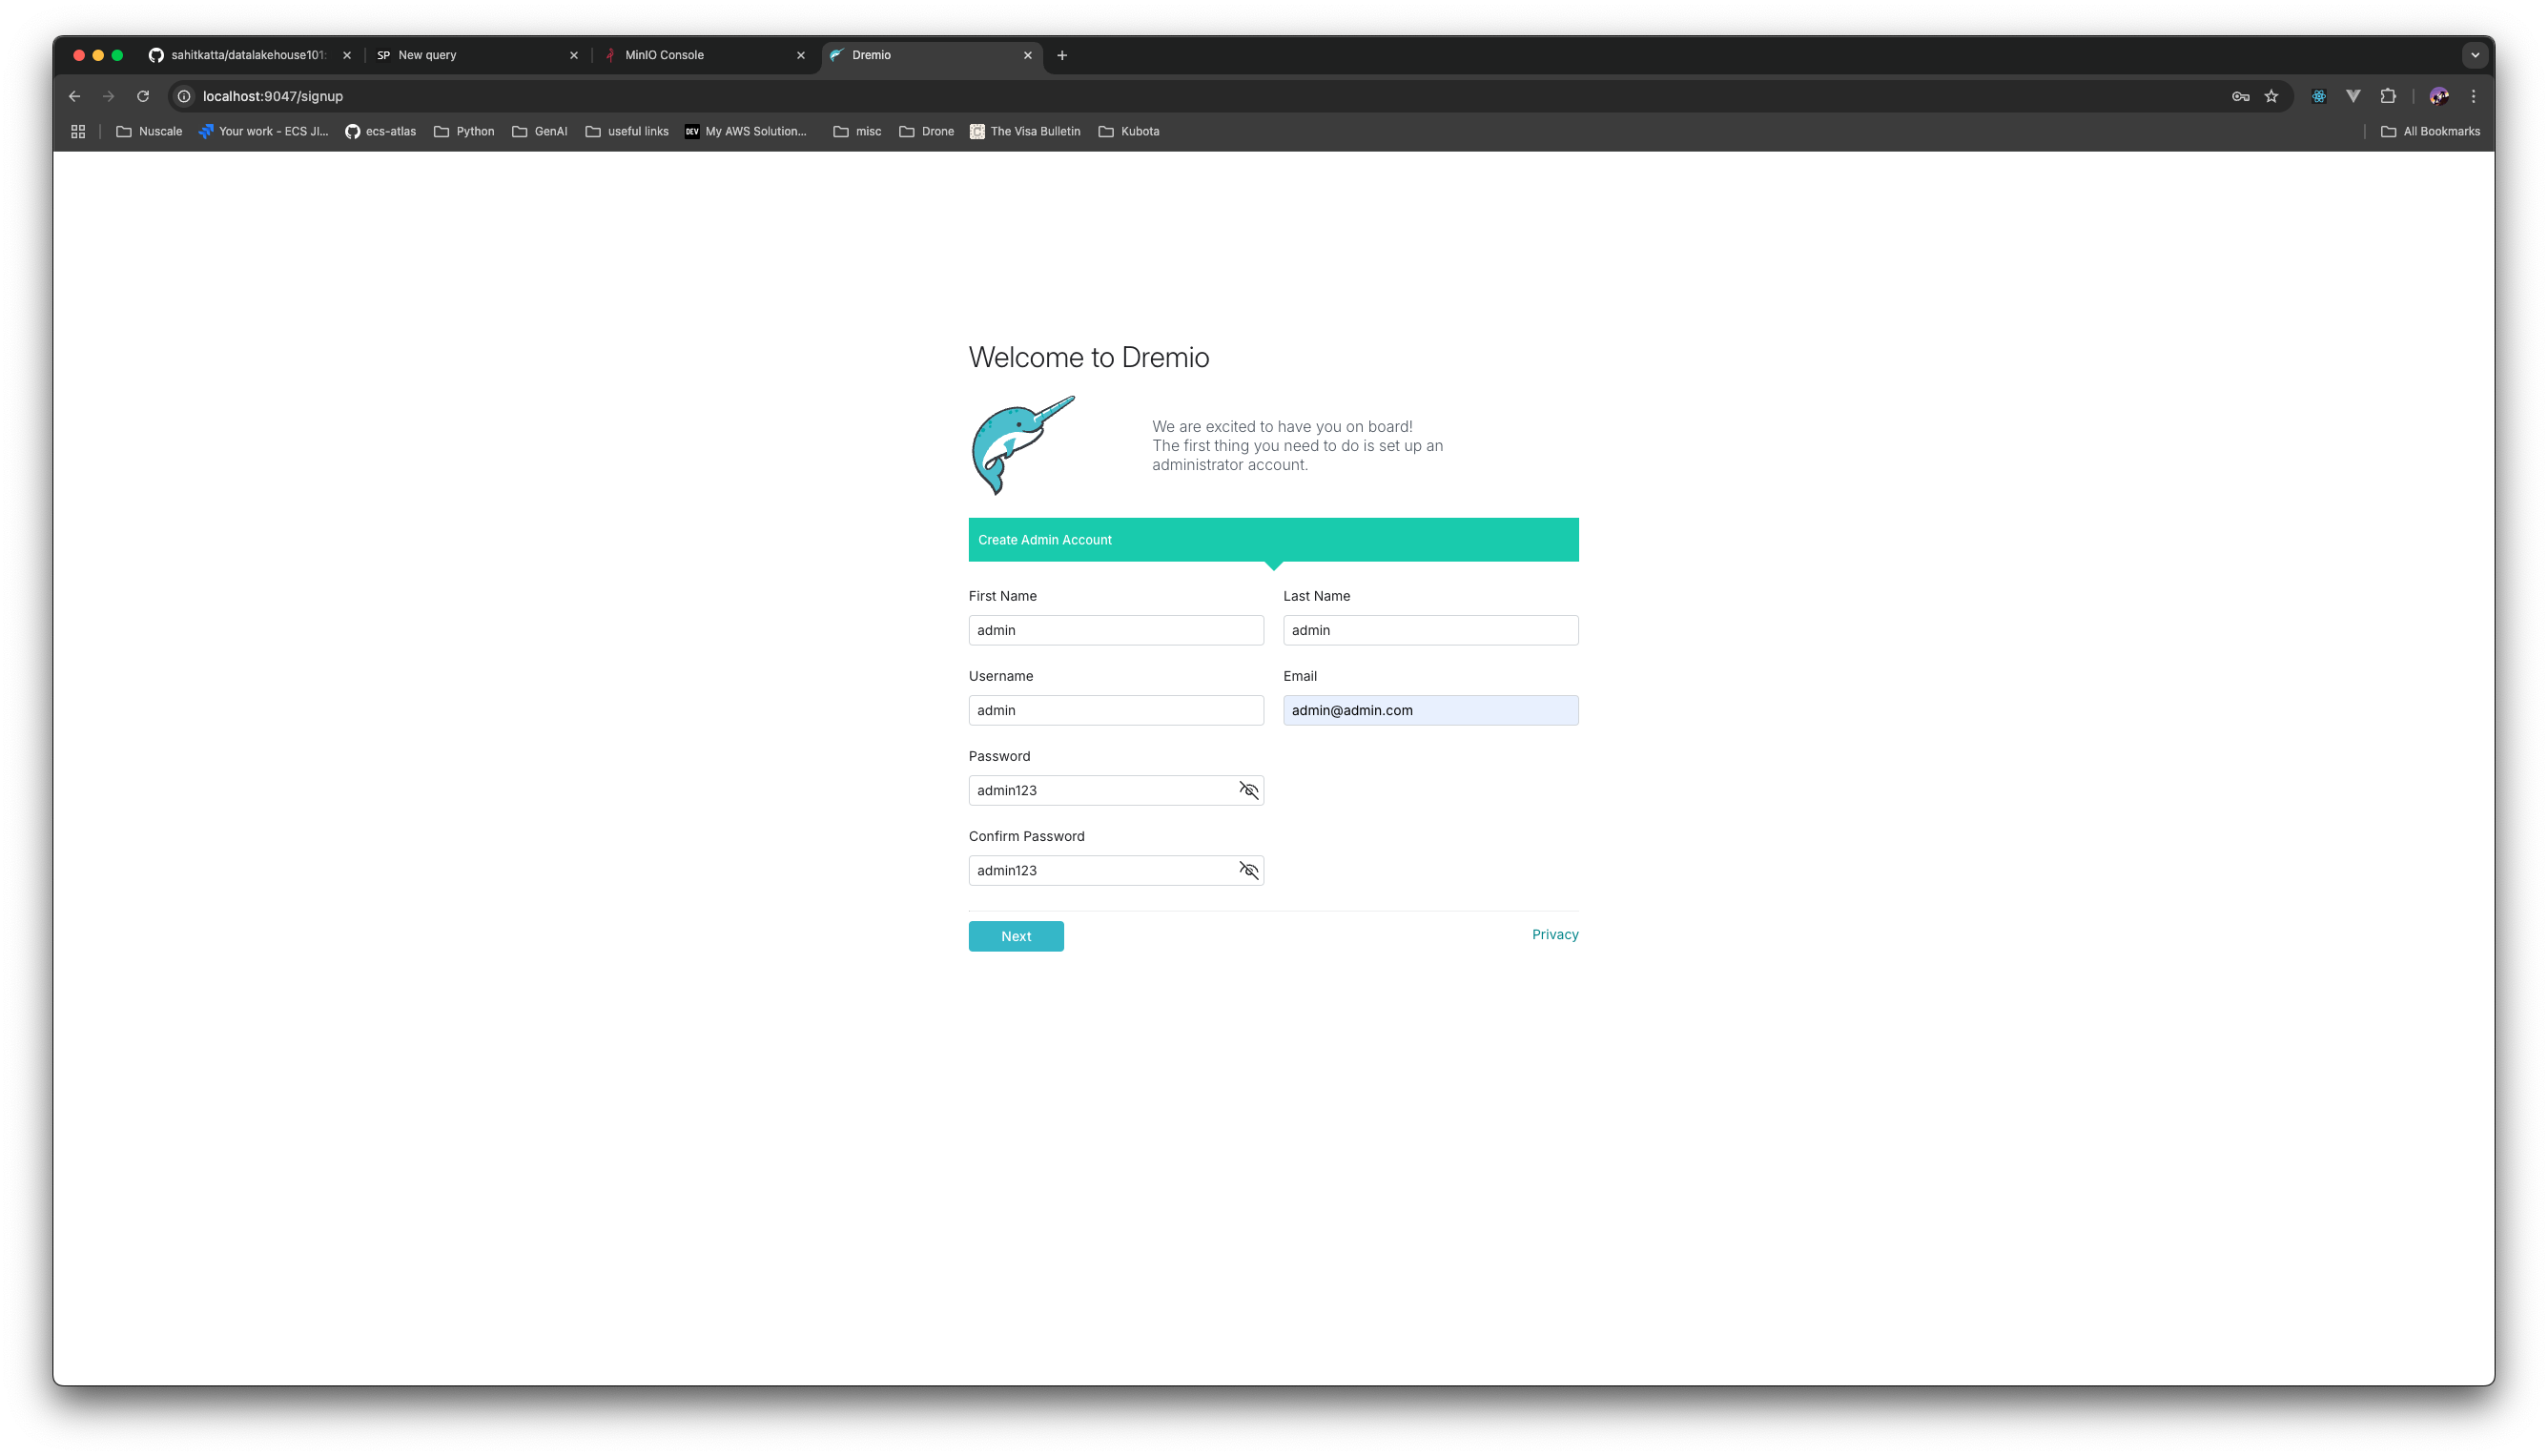 sahitkatta/datalakehouse101:
SP New query
MinIO Console
Dremio
localhost:9047/signup
Nuscale
Your work - ECS JI...
ecs-atlas
Python
GenAI
useful links
DEV My AWS Solution...
misc
Drone
The Visa Bulletin
Kubota
All Bookmarks
Welcome to Dremio
We are excited to have you on board!
The first thing you need to do is set up an
administrator account.
Create Admin Account
First Name
Last Name
admin
admin
Username
Email
admin
admin@admin.com
Password
admin123
Confirm Password
admin123
Next
Privacy